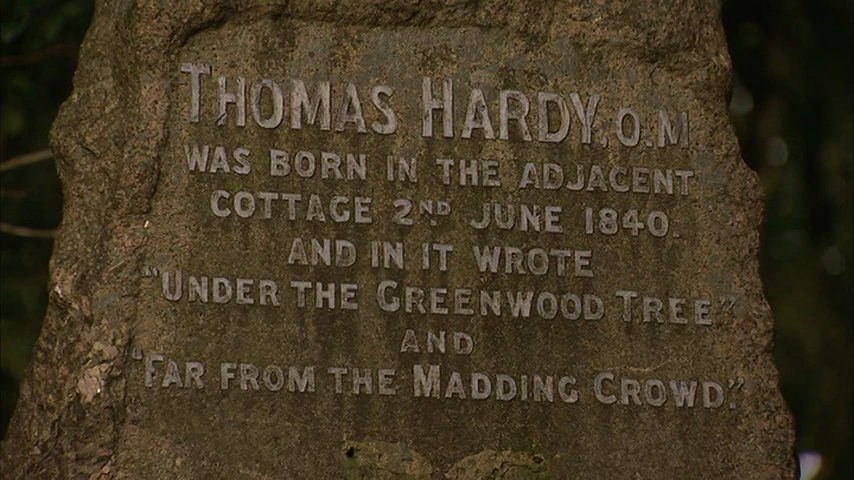 THOMAS HARDY, O.M
WAS BORN IN THE ADJACENT
COTTAGE 2ND JUNE 1840.
AND IN IT WROTE
"UNDER THE GREENWOOD TREE"
AND
"FAR FROM THE MADDING CROWD."